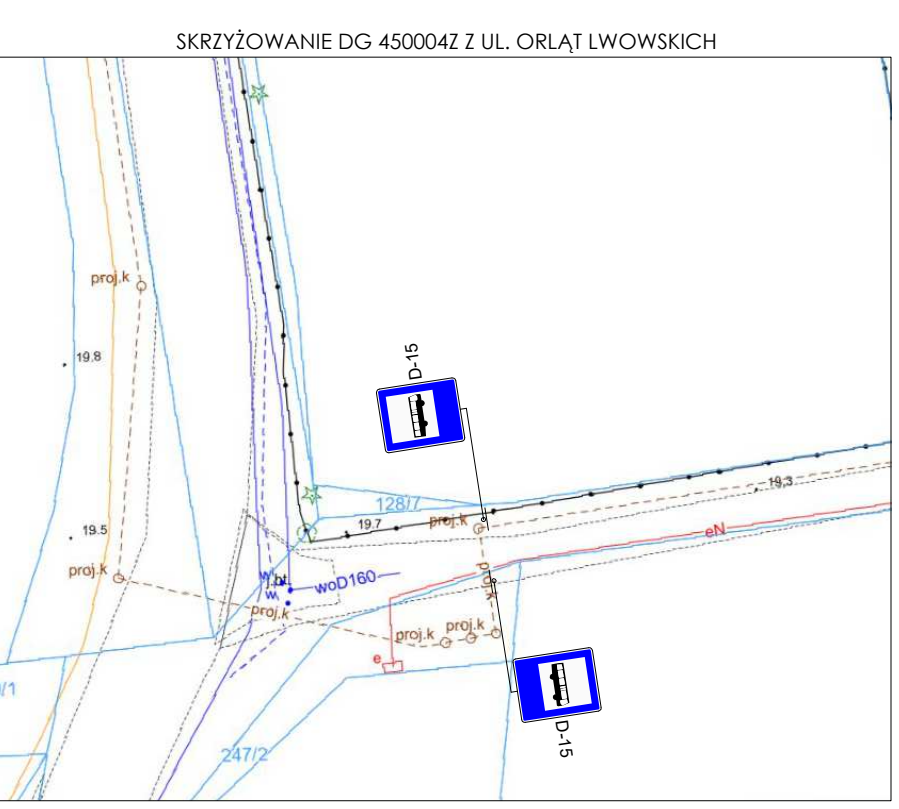 SKRZYŻOWANIE DG 450004Z Z UL. ORLĄT LWOWSKICH
proj.k
19.8
D-15
128/7
19.7
proj.k
19.3
19.5
eN
proj.k
proj.k
woD160
proj.k
proj.k
proj.k
e
/1
247/2
D-15